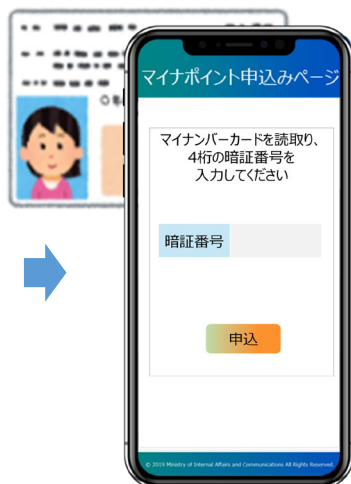 マイナポイント申込みページ
マイナンバーカードを読取り、
4桁の暗証番号を
入力してください
暗証番号
申込
© 2019 Ministry of Internal Affairs and Communications All Rights Reserved.